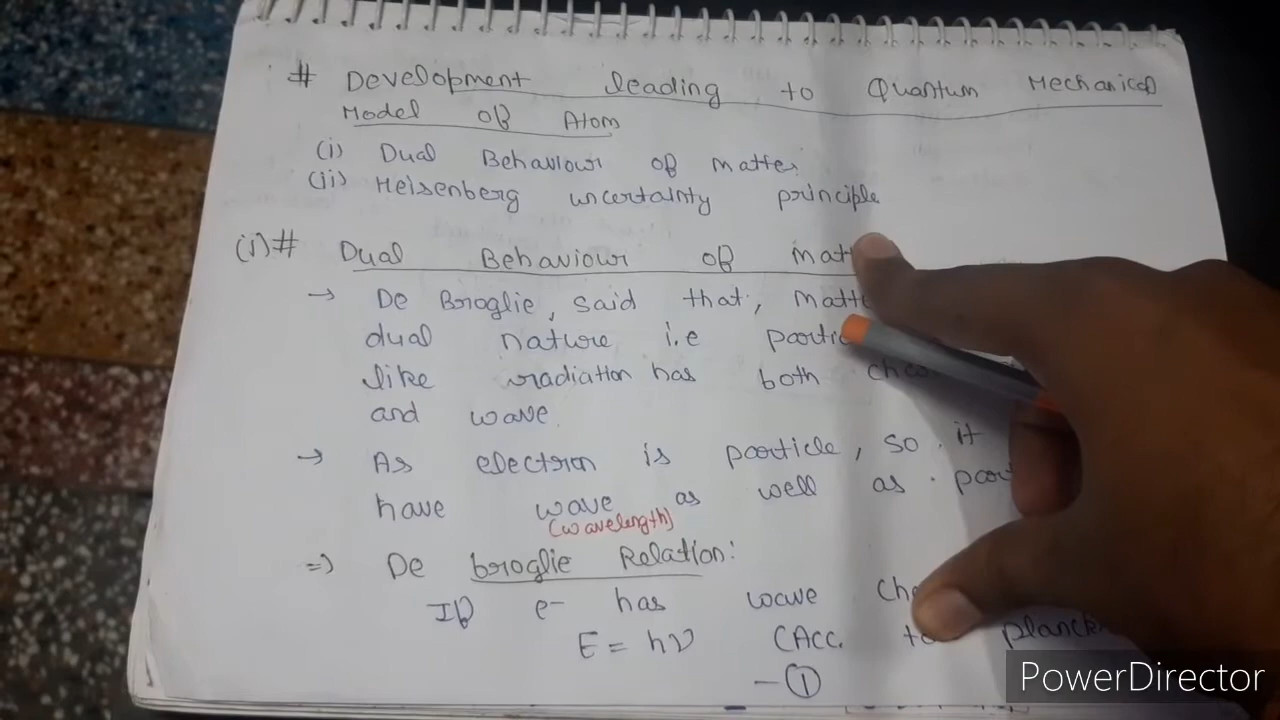 # Development leading to Quantum Mechanical
Model of Atom
(i) Dual Behaviour of matter
(ii) Heisenberg uncertainty principle
(i) # Dual Behaviour of matt
→ De Broglie, said that, matte
dual nature i.e partic
like radiation has both cha
and wave.
→ As electron is particle, so it
have wave as well as part
(wavelength)
=> De broglie Relation:
If e- has wave cha
E = hν (Acc. to planck
- ①
PowerDirector